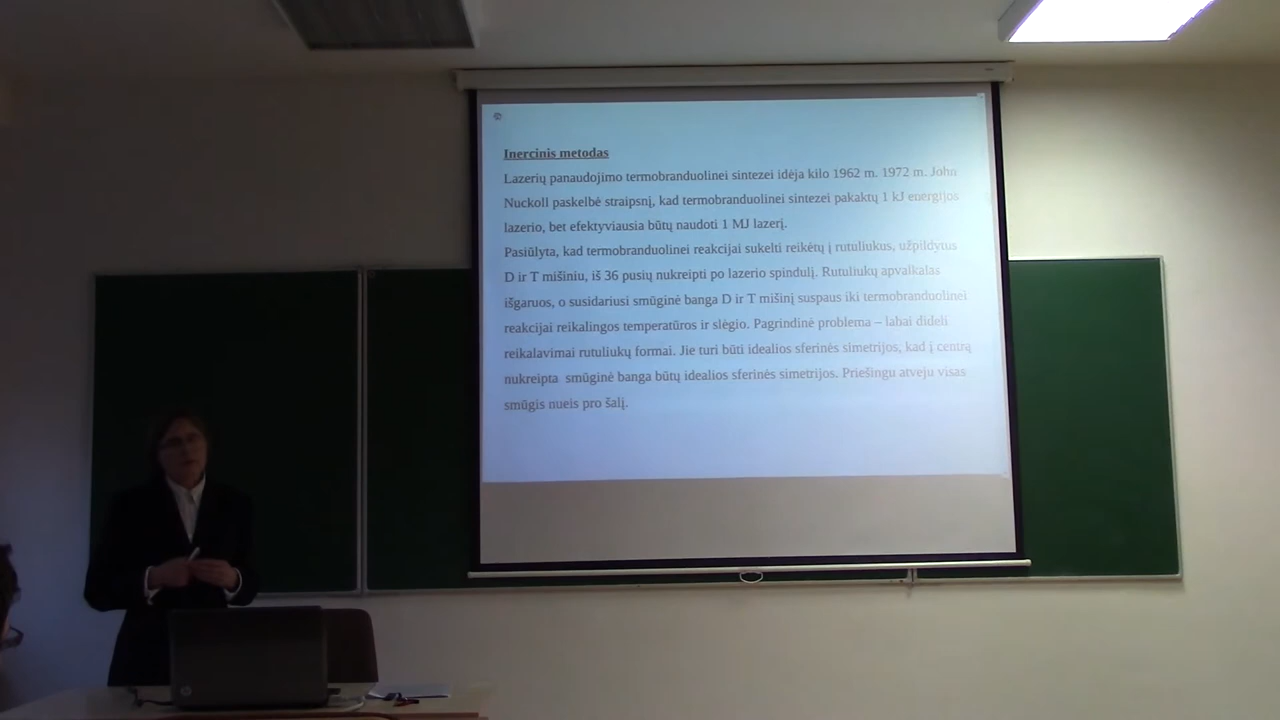 Inercinis metodas
Lazerių panaudojimo termobranduolinei sintezei idėja kilo 1962 m. 1972 m. John
Nuckoll paskelbė straipsnį, kad termobranduolinei sintezei pakaktų 1 kJ energijos
lazerio, bet efektyviausia būtų naudoti 1 MJ lazerį.
Pasiūlyta, kad termobranduolinei reakcijai sukelti reikėtų į rutuliukus, užpildytus
D ir T mišiniu, iš 36 pusių nukreipti po lazerio spindulį. Rutuliukų apvalkalas
išgaruos, o susidariusi smūginė banga D ir T mišinį suspaus iki termobranduolinei
reakcijai reikalingos temperatūros ir slėgio. Pagrindinė problema – labai dideli
reikalavimai rutuliukų formai. Jie turi būti idealios sferinės simetrijos, kad į centrą
nukreipta smūginė banga būtų idealios sferinės simetrijos. Priešingu atveju visas
smūgis nueis pro šalį.